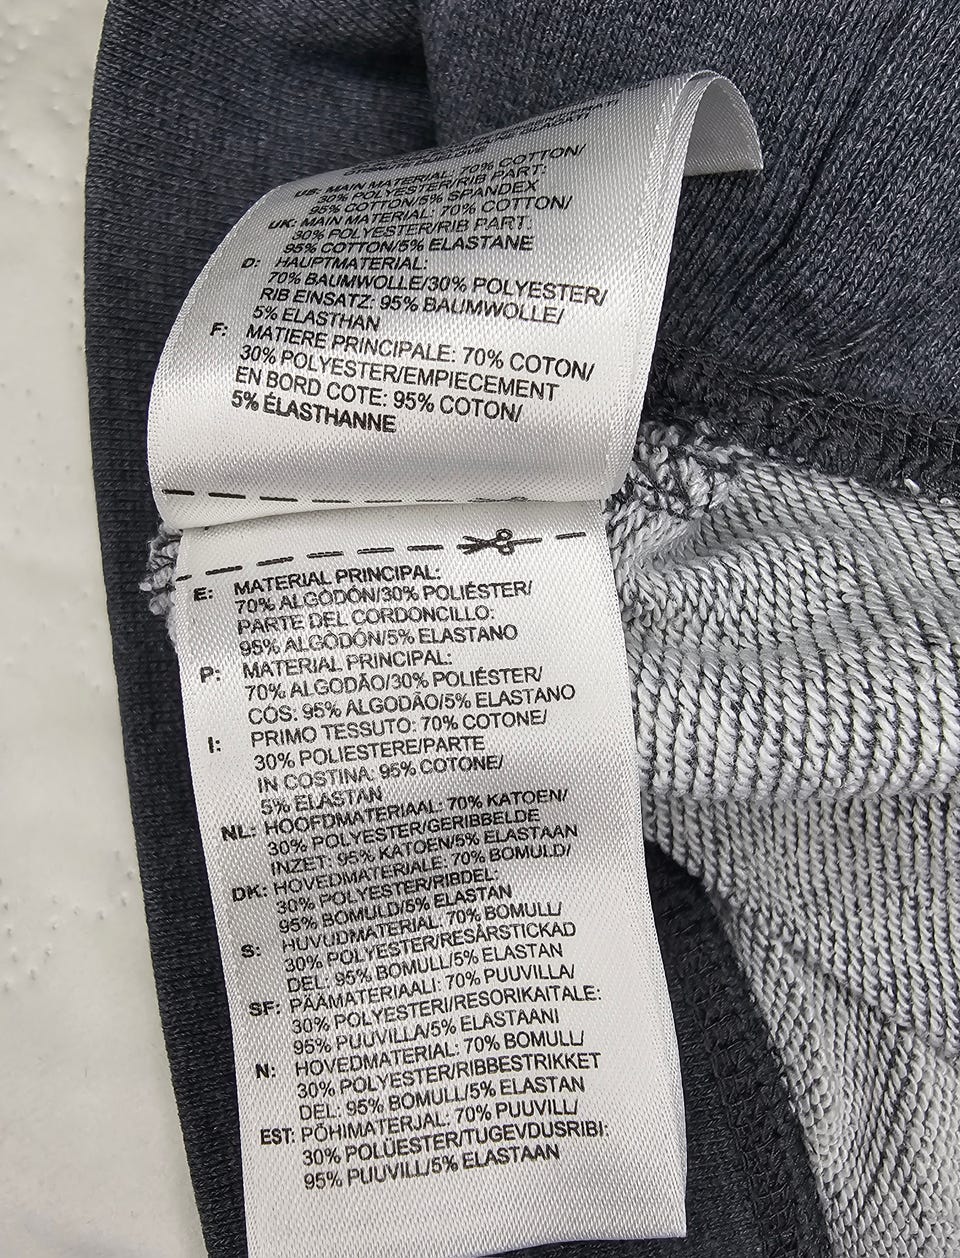 US: MAIN MATERIAL: 70% COTTON/
30% POLYESTER/RIB PART:
95% COTTON/5% SPANDEX
UK: MAIN MATERIAL: 70% COTTON/
30% POLYESTER/RIB PART:
95% COTTON/5% ELASTANE
D: HAUPTMATERIAL:
70% BAUMWOLLE/30% POLYESTER/
RIB EINSATZ: 95% BAUMWOLLE/
5% ELASTHAN
F: MATIERE PRINCIPALE: 70% COTON/
30% POLYESTER/EMPIECEMENT
EN BORD COTE: 95% COTON/
5% ÉLASTHANNE
E: MATERIAL PRINCIPAL:
70% ALGODÓN/30% POLIÉSTER/
PARTE DEL CORDONCILLO:
95% ALGODÓN/5% ELASTANO
P: MATERIAL PRINCIPAL:
70% ALGODÃO/30% POLIÉSTER/
CÓS: 95% ALGODÃO/5% ELASTANO
I: PRIMO TESSUTO: 70% COTONE/
30% POLIESTERE/PARTE
IN COSTINA: 95% COTONE/
5% ELASTAN
NL: HOOFDMATERIAAL: 70% KATOEN/
30% POLYESTER/GERIBBELDE
INZET: 95% KATOEN/5% ELASTAAN
DK: HOVEDMATERIALE: 70% BOMULD/
30% POLYESTER/RIBDEL:
95% BOMULD/5% ELASTAN
S: HUVUDMATERIAL: 70% BOMULL/
30% POLYESTER/RESÅRSTICKAD
DEL: 95% BOMULL/5% ELASTAN
SF: PÄÄMATERIAALI: 70% PUUVILLA/
30% POLYESTERI/RESORIKAITALE:
95% PUUVILLA/5% ELASTAANI
N: HOVEDMATERIAL: 70% BOMULL/
30% POLYESTER/RIBBESTRIKKET
DEL: 95% BOMULL/5% ELASTAN
EST: PÕHIMATERJAL: 70% PUUVILL/
30% POLÜESTER/TUGEVDUSRIBI:
95% PUUVILL/5% ELASTAAN